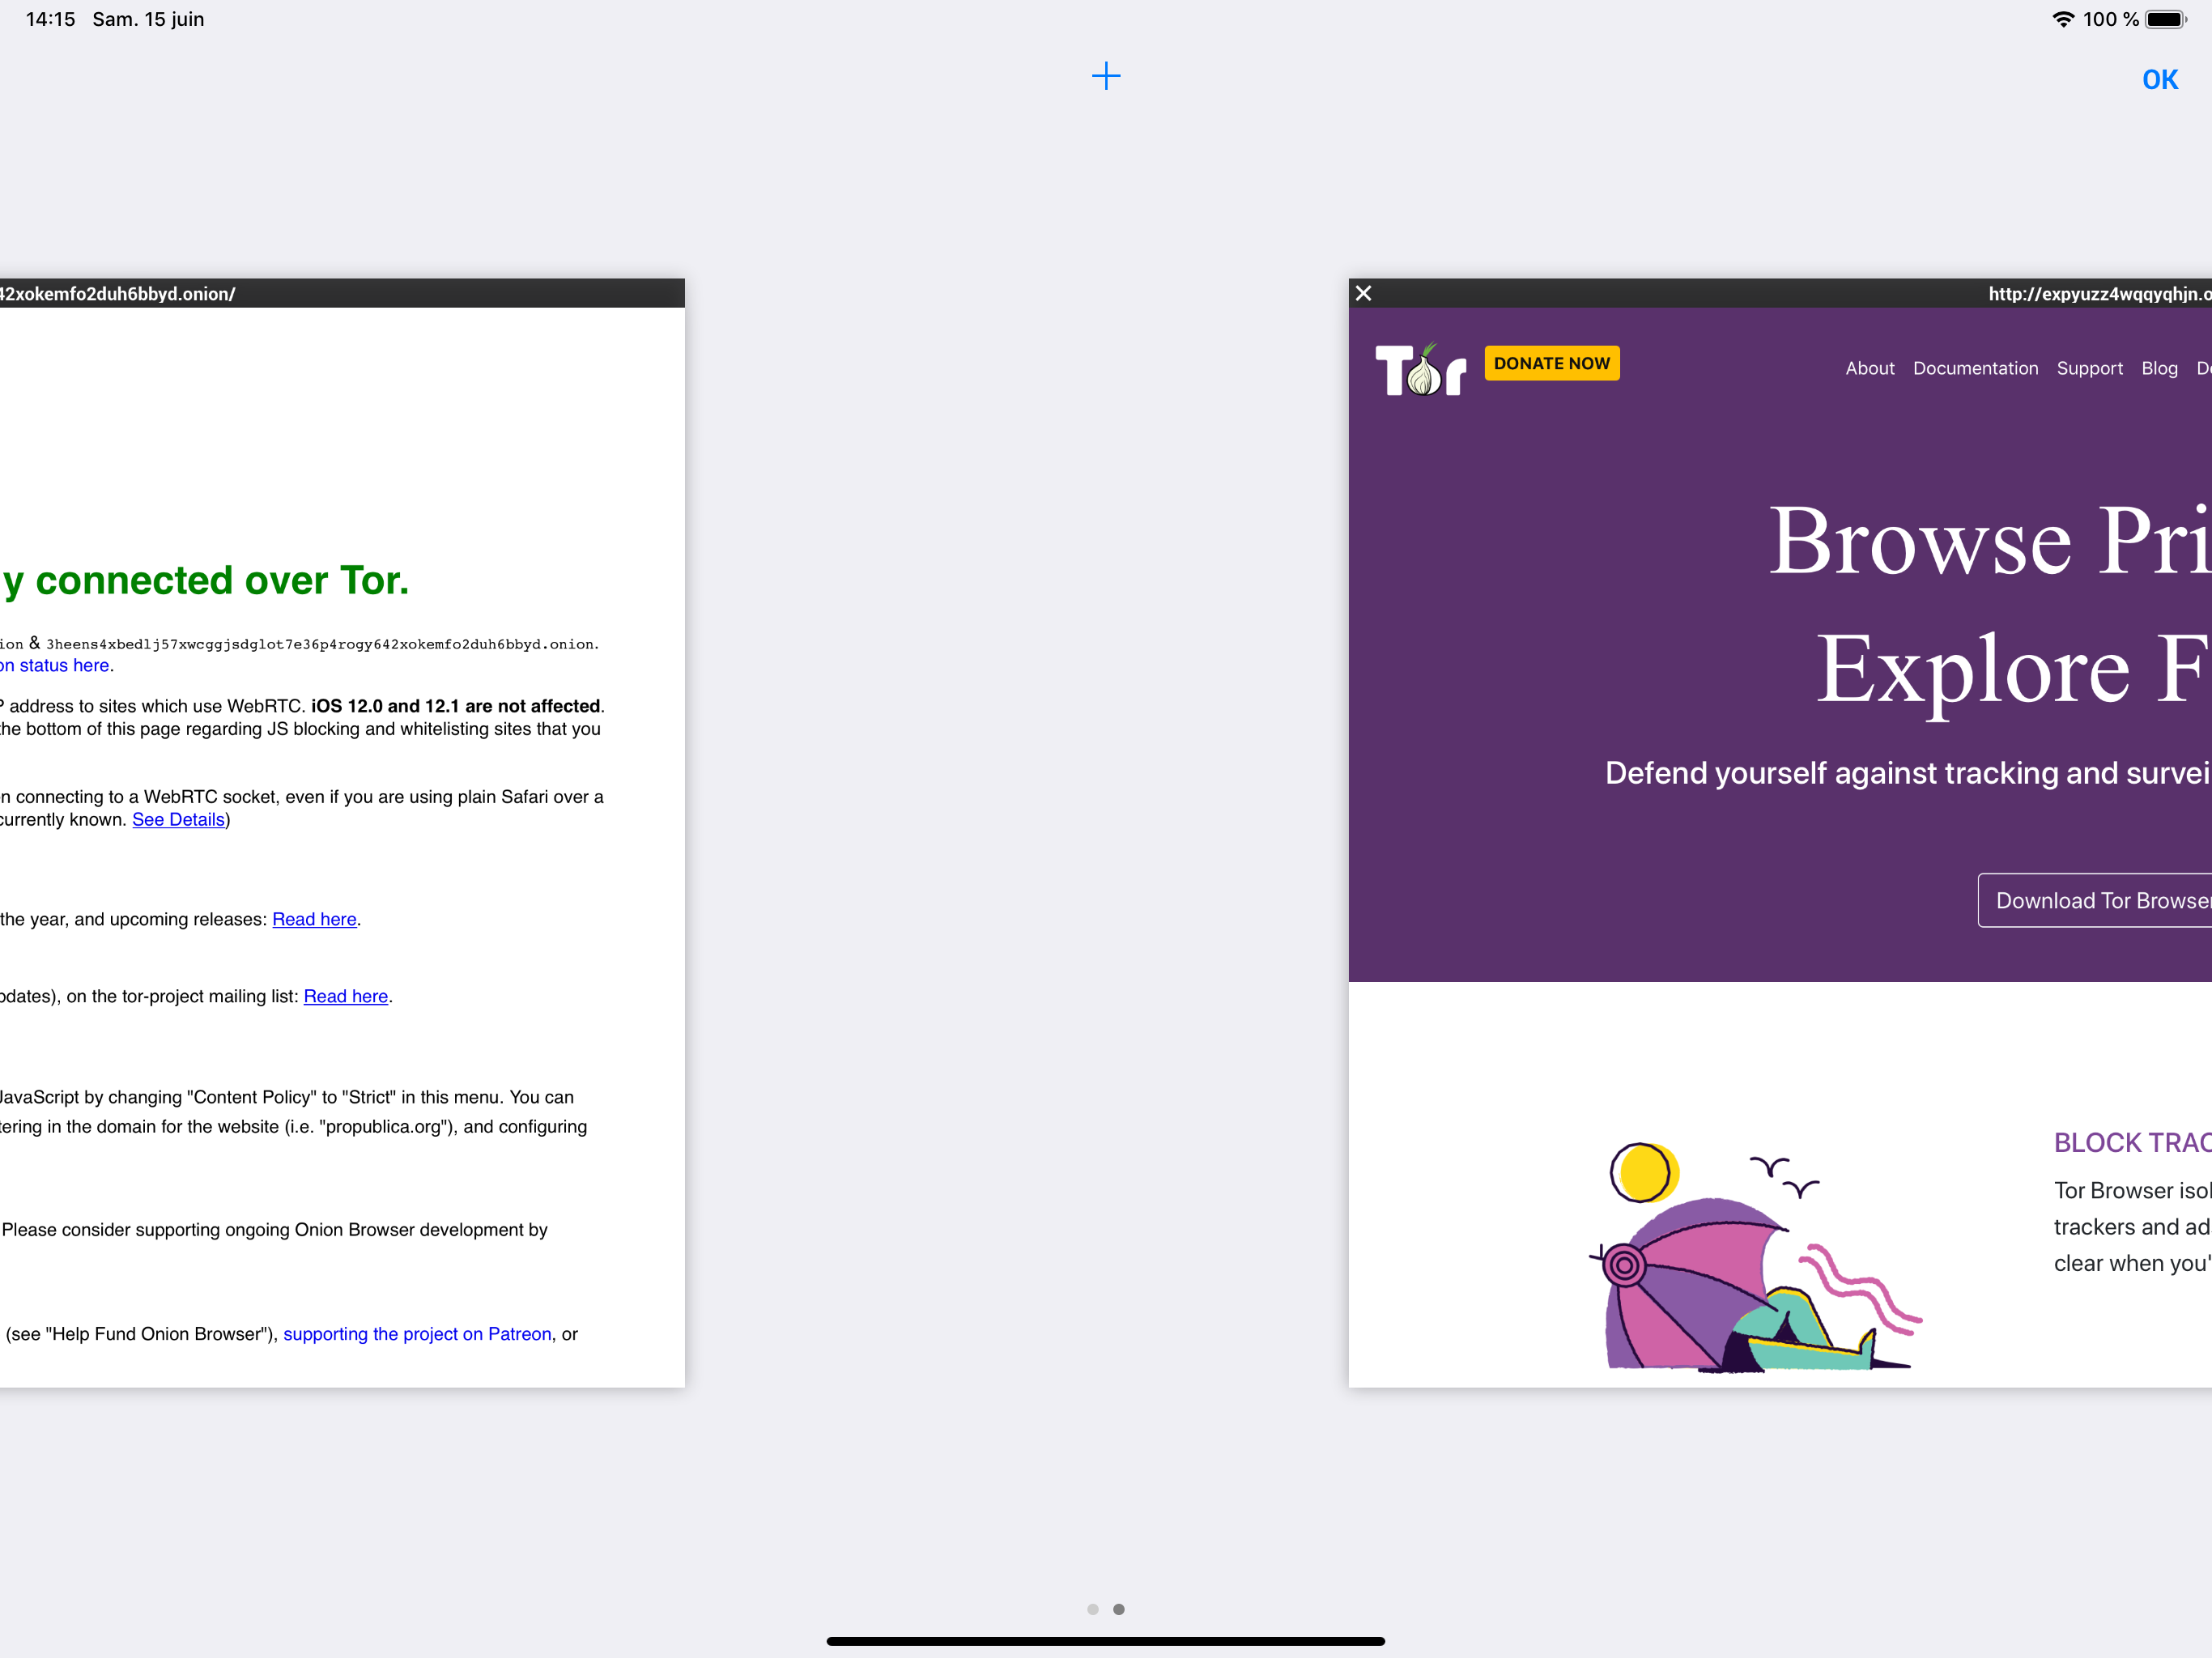 14:15 Sam. 15 juin
100 %
OK
42xokemfo2duh6bbyd.onion/
y connected over Tor.
ion & 3heens4xbedlj57xwcggjsdglot7e36p4rogy642xokemfo2duh6bbyd.onion.
on status here.
P address to sites which use WebRTC. iOS 12.0 and 12.1 are not affected.
the bottom of this page regarding JS blocking and whitelisting sites that you
n connecting to a WebRTC socket, even if you are using plain Safari over a
currently known. See Details)
the year, and upcoming releases: Read here.
pdates), on the tor-project mailing list: Read here.
JavaScript by changing "Content Policy" to "Strict" in this menu. You can
tering in the domain for the website (i.e. "propublica.org"), and configuring
Please consider supporting ongoing Onion Browser development by
(see "Help Fund Onion Browser"), supporting the project on Patreon, or
http://expyuzz4wqqyqhjn.o
Tor DONATE NOW
About Documentation Support Blog Do
Browse Pri
Explore F
Defend yourself against tracking and survei
Download Tor Browser
BLOCK TRAC
Tor Browser isol
trackers and ad
clear when you'